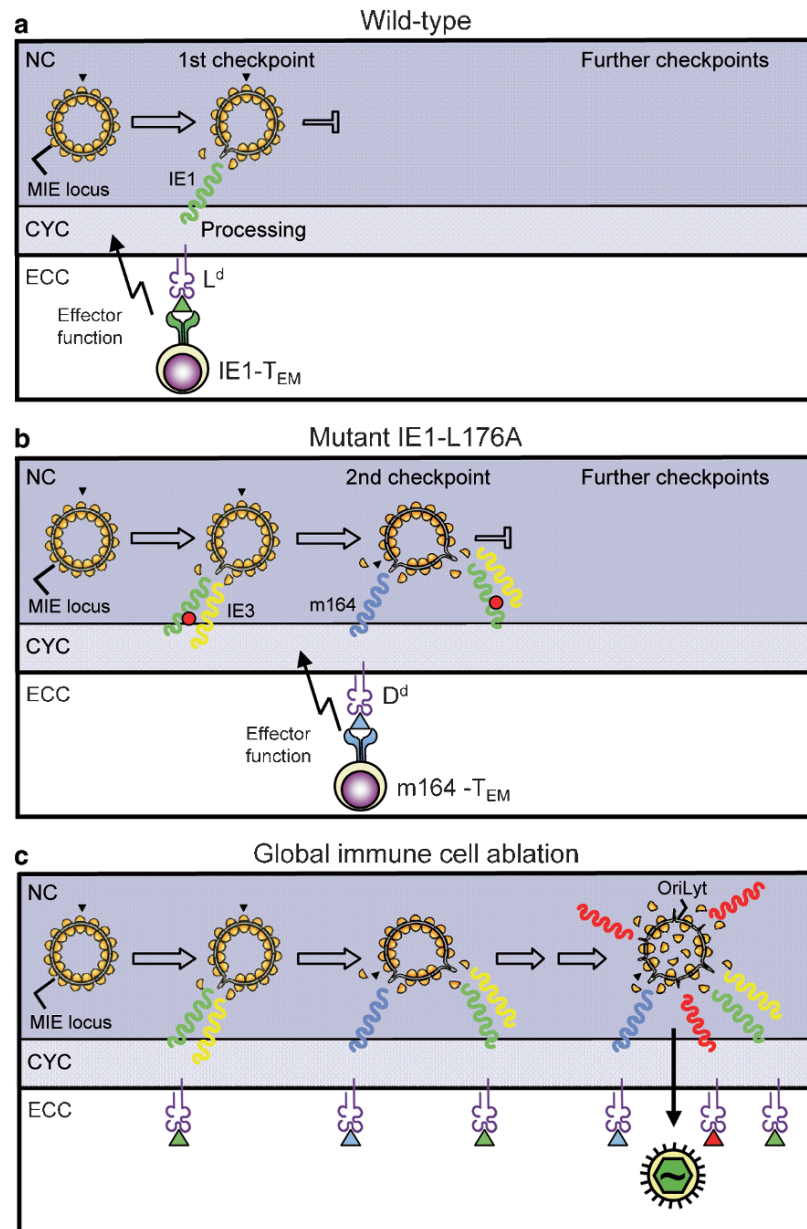 a
Wild-type
NC
1st checkpoint
Further checkpoints
MIE locus
IE1
CYC
Processing
ECC
Lᵈ
Effector
function
IE1-T_EM
b
Mutant IE1-L176A
NC
2nd checkpoint
Further checkpoints
MIE locus
IE3
m164
CYC
ECC
Dᵈ
Effector
function
m164 -T_EM
c
Global immune cell ablation
NC
OriLyt
MIE locus
CYC
ECC